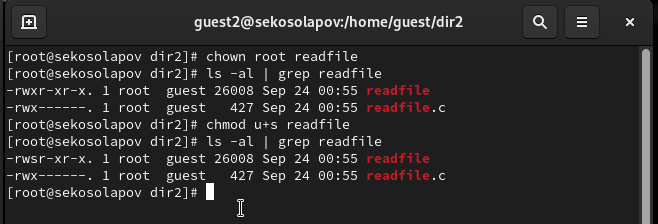 guest2@sekosolapov:/home/guest/dir2
[root@sekosolapov dir2]# chown root readfile
[root@sekosolapov dir2]# ls -al | grep readfile
-rwxr-xr-x. 1 root  guest 26008 Sep 24 00:55 readfile
-rwx------. 1 root  guest   427 Sep 24 00:55 readfile.c
[root@sekosolapov dir2]# chmod u+s readfile
[root@sekosolapov dir2]# ls -al | grep readfile
-rwsr-xr-x. 1 root  guest 26008 Sep 24 00:55 readfile
-rwx------. 1 root  guest   427 Sep 24 00:55 readfile.c
[root@sekosolapov dir2]#